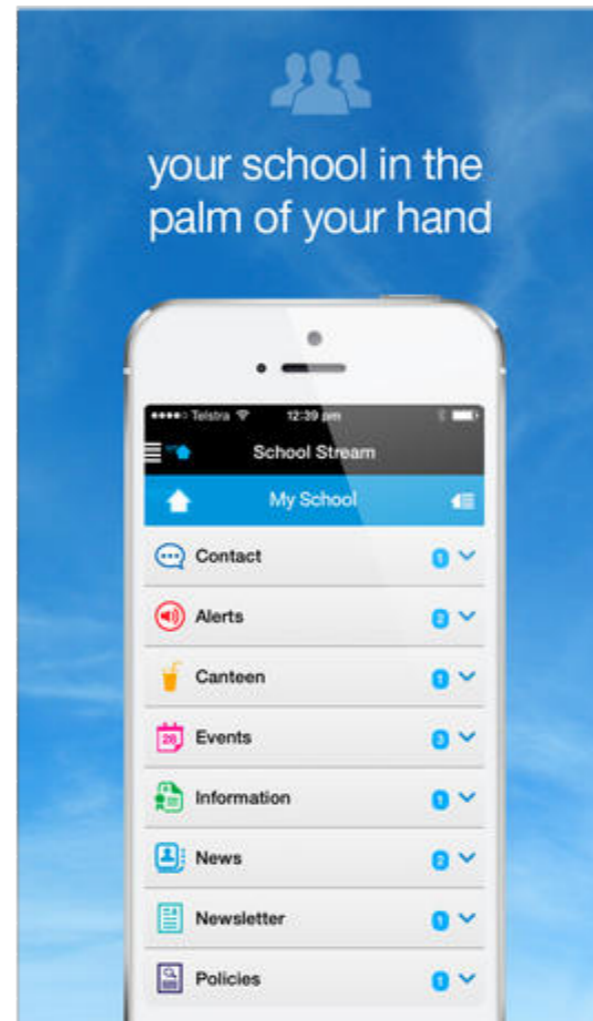 your school in the
palm of your hand
Telstra 12:39 pm
School Stream
My School
Contact 1
Alerts 2
Canteen 1
28
Events 3
Information 1
News 2
Newsletter 1
Policies 1